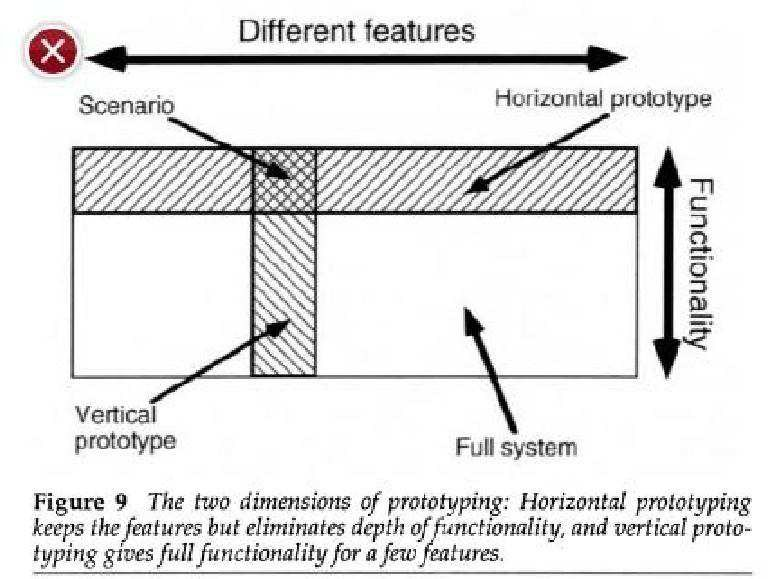 Different features
Scenario
Horizontal prototype
Functionality
Vertical
prototype
Full system
Figure 9 The two dimensions of prototyping: Horizontal prototyping
keeps the features but eliminates depth of functionality, and vertical proto-
typing gives full functionality for a few features.